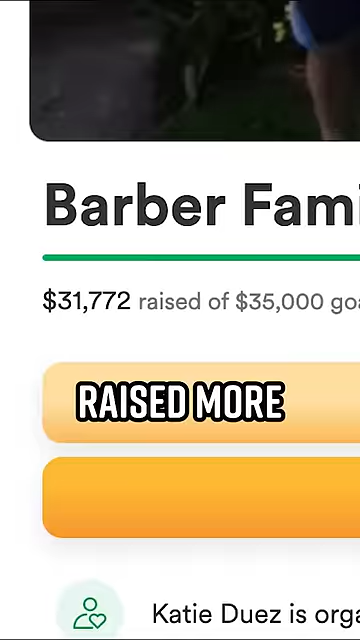 Barber Fami
$31,772 raised of $35,000 goa
RAISED MORE
Katie Duez is orga